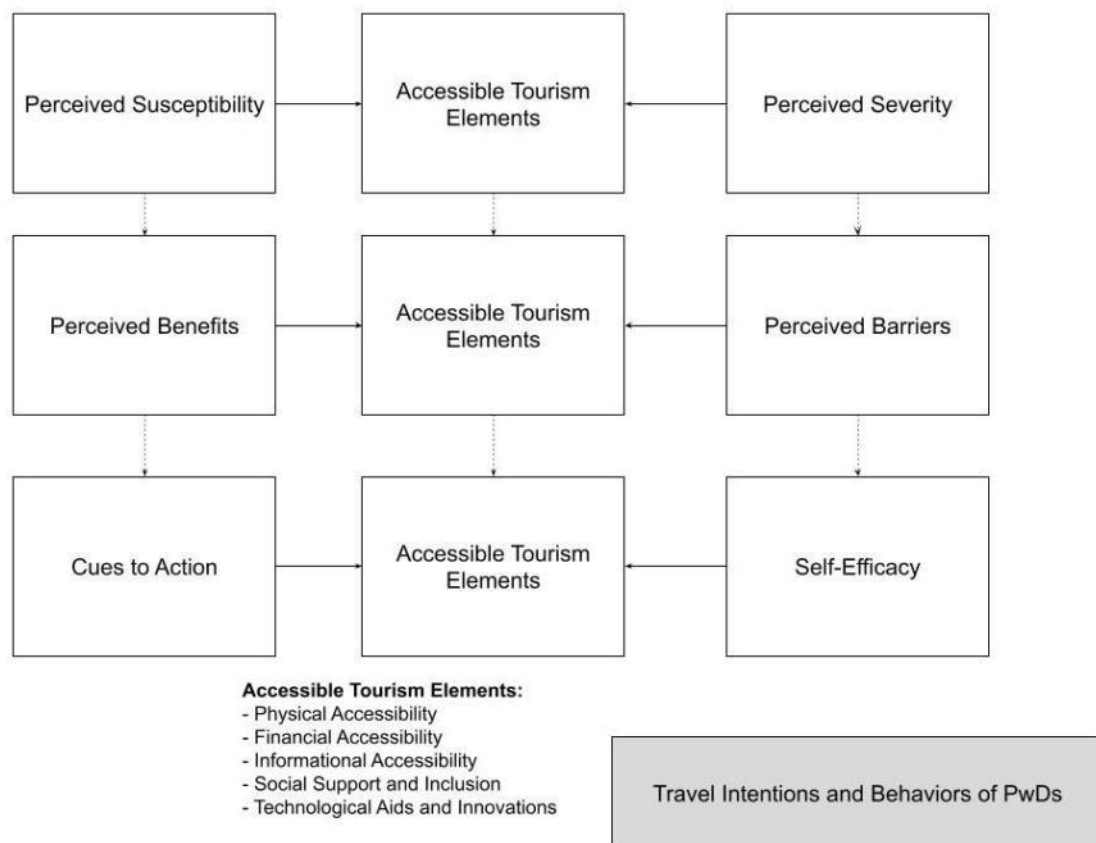 Perceived Susceptibility
Accessible Tourism
Elements
Perceived Severity
Perceived Benefits
Accessible Tourism
Elements
Perceived Barriers
Cues to Action
Accessible Tourism
Elements
Self-Efficacy
Accessible Tourism Elements:
- Physical Accessibility
- Financial Accessibility
- Informational Accessibility
- Social Support and Inclusion
- Technological Aids and Innovations
Travel Intentions and Behaviors of PwDs